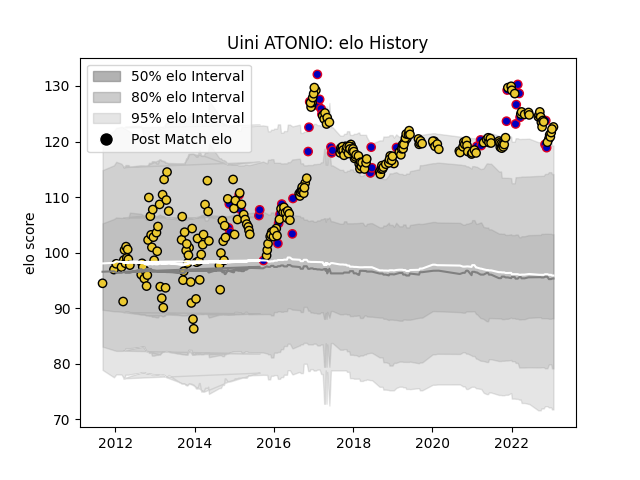 Uini ATONIO: elo History
50% elo Interval
80% elo Interval
95% elo Interval
Post Match elo
elo score
130
120
110
100
90
80
70
2012
2014
2016
2018
2020
2022